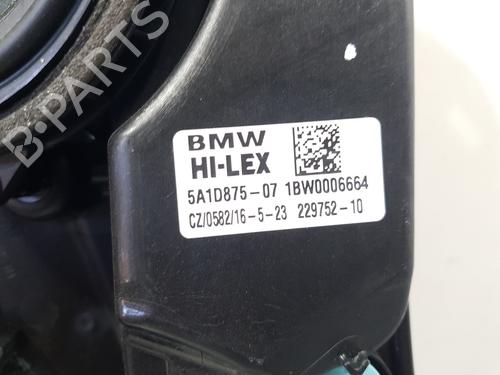 B-PARTS
BMW
HI-LEX
5A1D875-07 1BW0006664
CZ/0582/16-5-23 229752-10